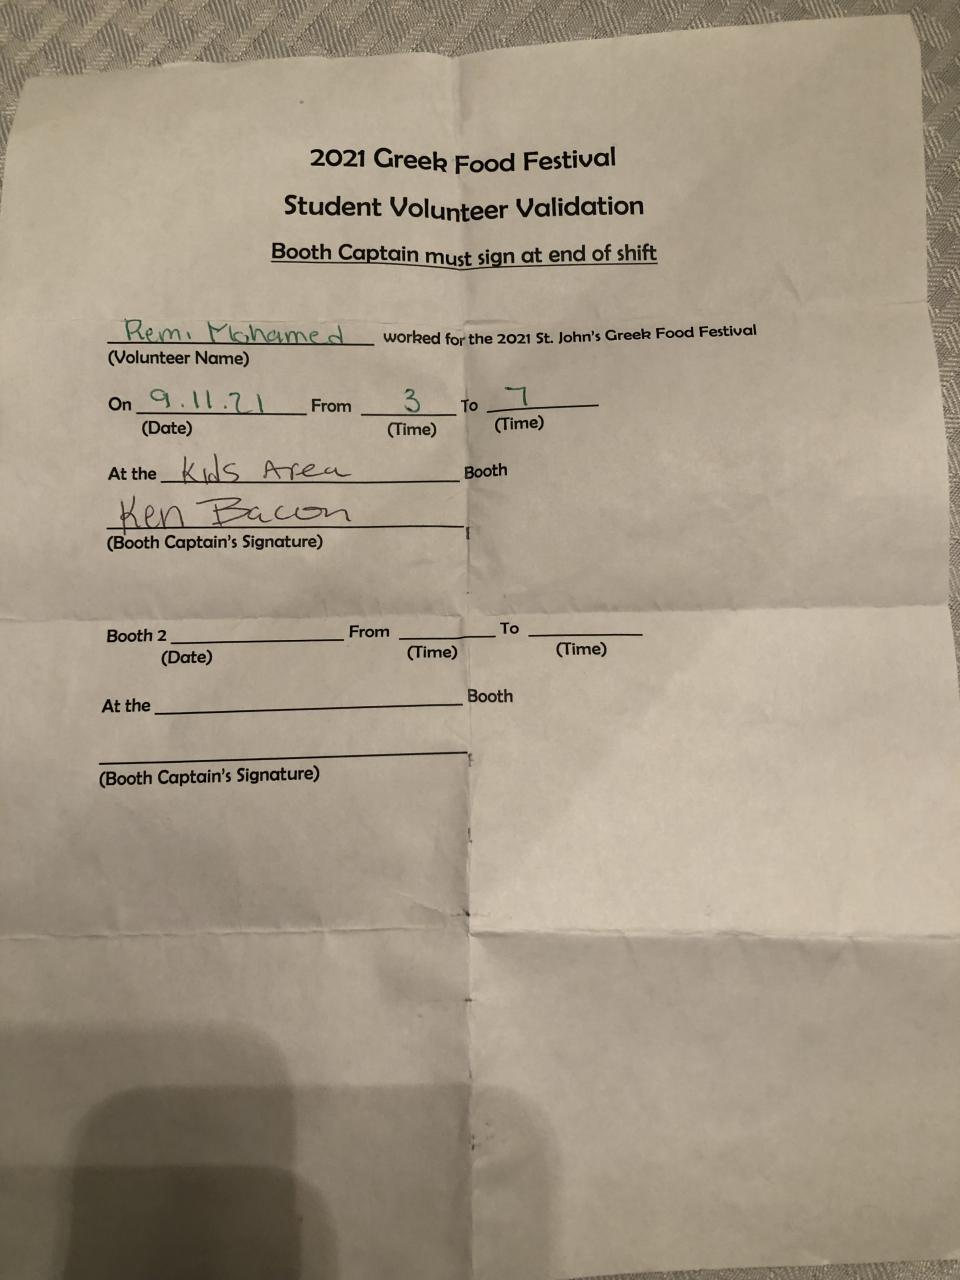 2021 Greek Food Festival
Student Volunteer Validation
Booth Captain must sign at end of shift
Remi Mohamed worked for the 2021 St. John's Greek Food Festival
(Volunteer Name)
On 9.11.21 From 3 To 7
(Date) (Time) (Time)
At the Kids Area Booth
Ken Bacon
(Booth Captain's Signature)
Booth 2 From To
(Date) (Time) (Time)
At the Booth
(Booth Captain's Signature)